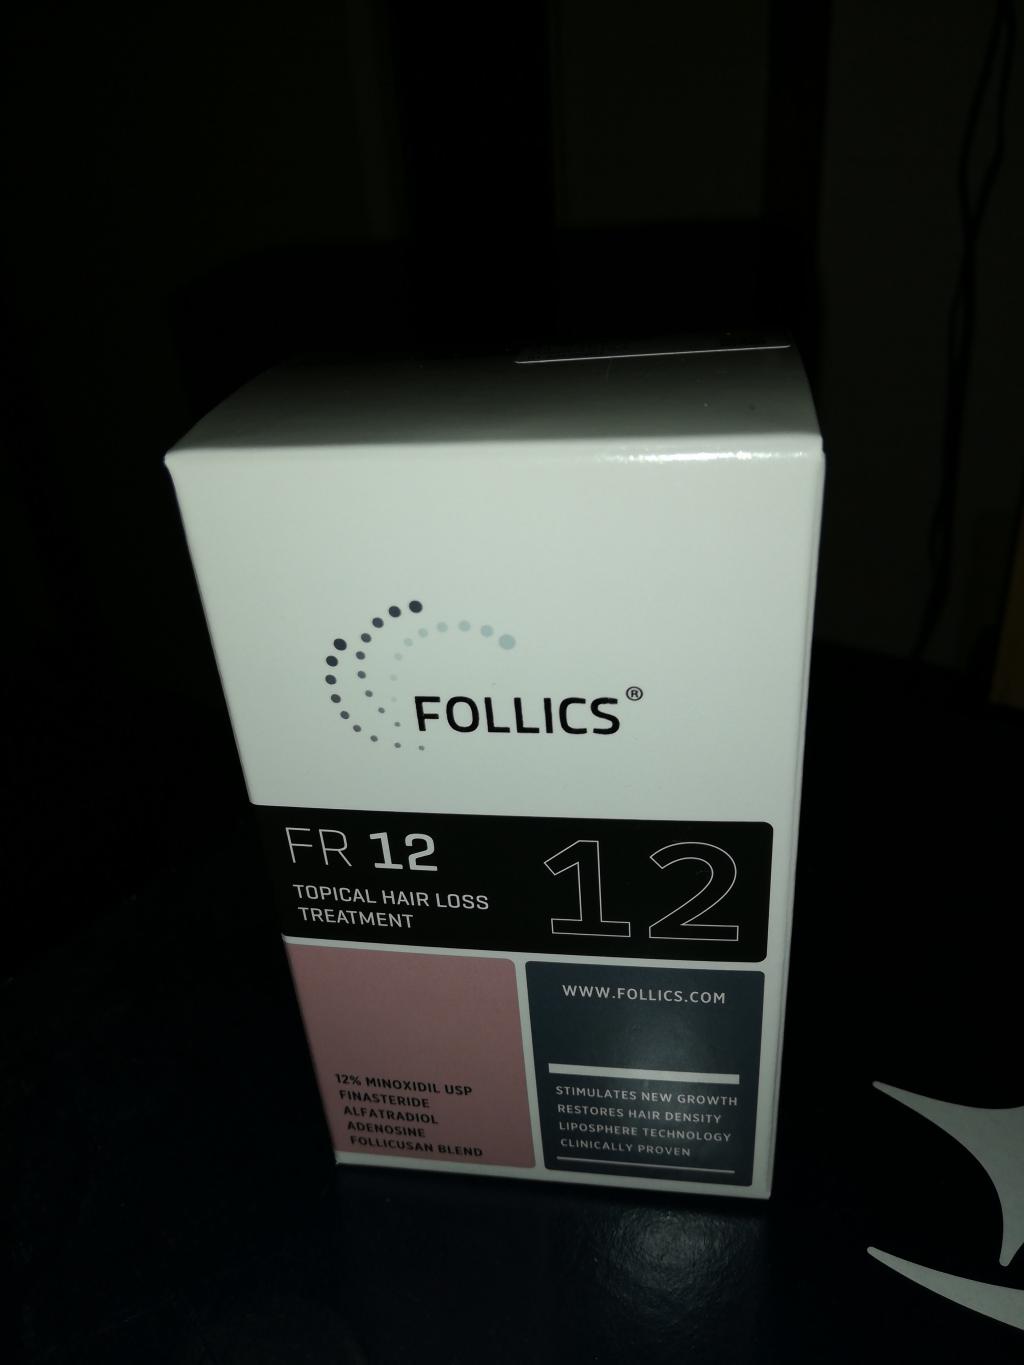 FOLLICS®
FR 12
12
TOPICAL HAIR LOSS
TREATMENT
12% MINOXIDIL USP
FINASTERIDE
ALFATRADIOL
ADENOSINE
FOLLICUSAN BLEND
WWW.FOLLICS.COM
STIMULATES NEW GROWTH
RESTORES HAIR DENSITY
LIPOSPHERE TECHNOLOGY
CLINICALLY PROVEN